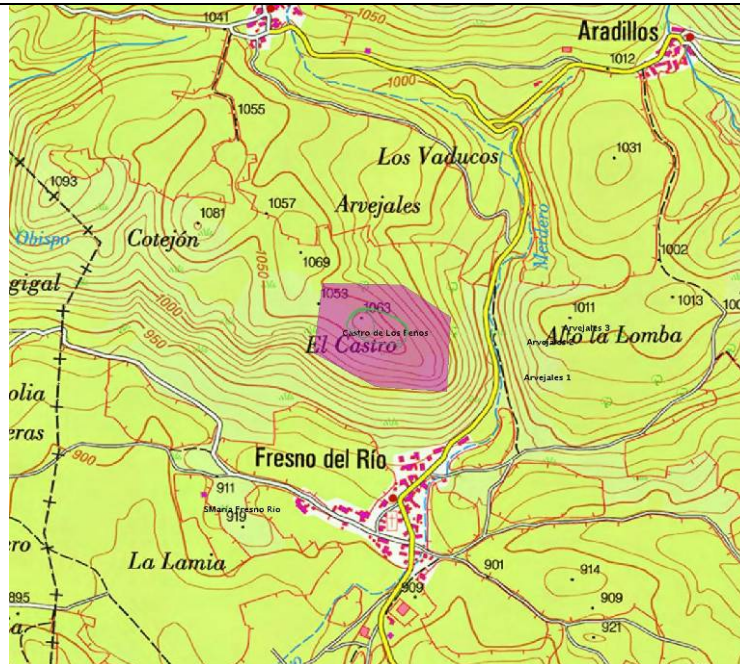 1041
1050
Aradillos
1012
1000
1055
Los Vaducos
1031
1093
1057
Arvejales
1081
Obispo
Cotejón
Merdero
1002
1050
1069
gigal
1000
1053
1063
1011
1013
100
950
Castro de Los Peños
El Castro
Arvejales 3
Alto la Lomba
Arvejales 2
Arvejales 1
olia
eras
900
Fresno del Río
911
SMaría Fresno Río
919
ero
La Lamia
901
914
895
909
909
921